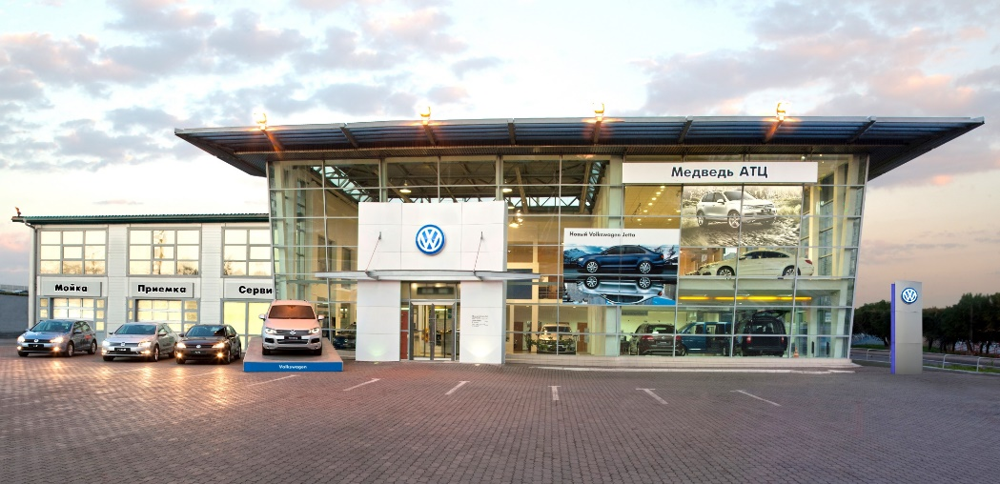 Медведь АТЦ
Новый Volkswagen Jetta
Мойка
Приемка
Серви
Volkswagen